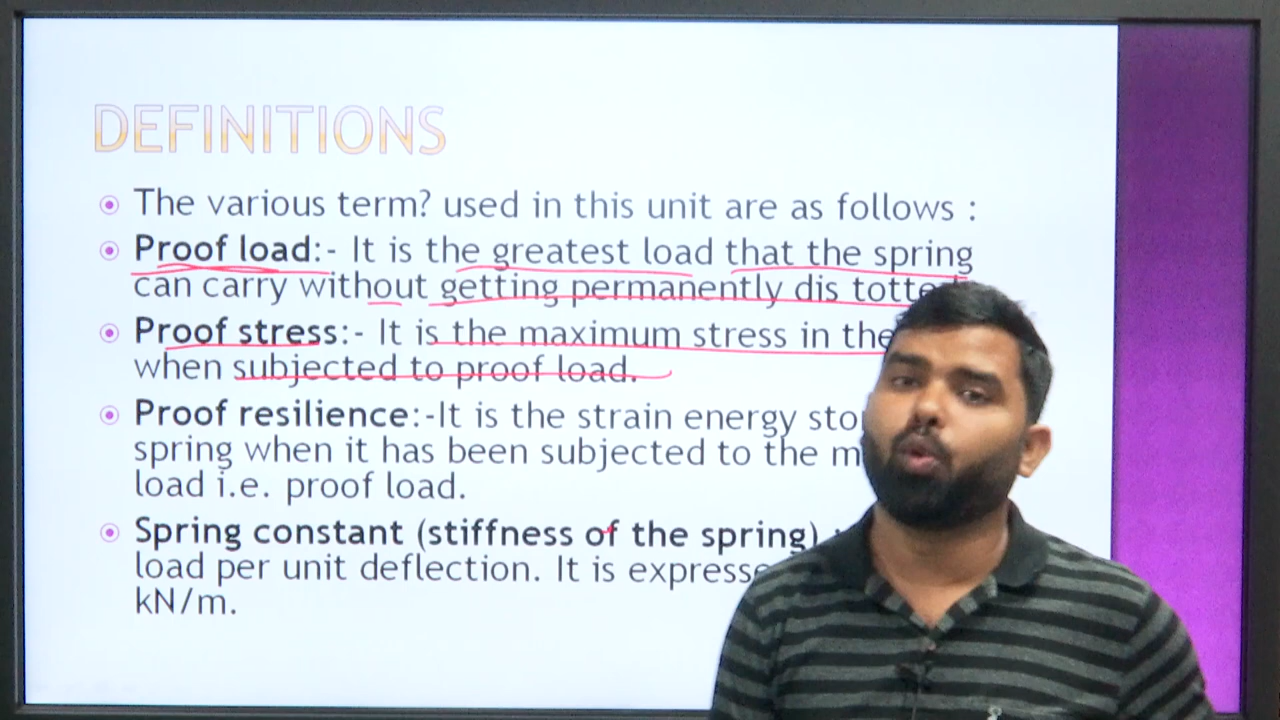 DEFINITIONS
The various term? used in this unit are as follows :
Proof load:- It is the greatest load that the spring
can carry without getting permanently dis totted
Proof stress:- It is the maximum stress in the
when subjected to proof load.
Proof resilience:-It is the strain energy sto
spring when it has been subjected to the m
load i.e. proof load.
Spring constant (stiffness of the spring) :
load per unit deflection. It is expresse
kN/m.